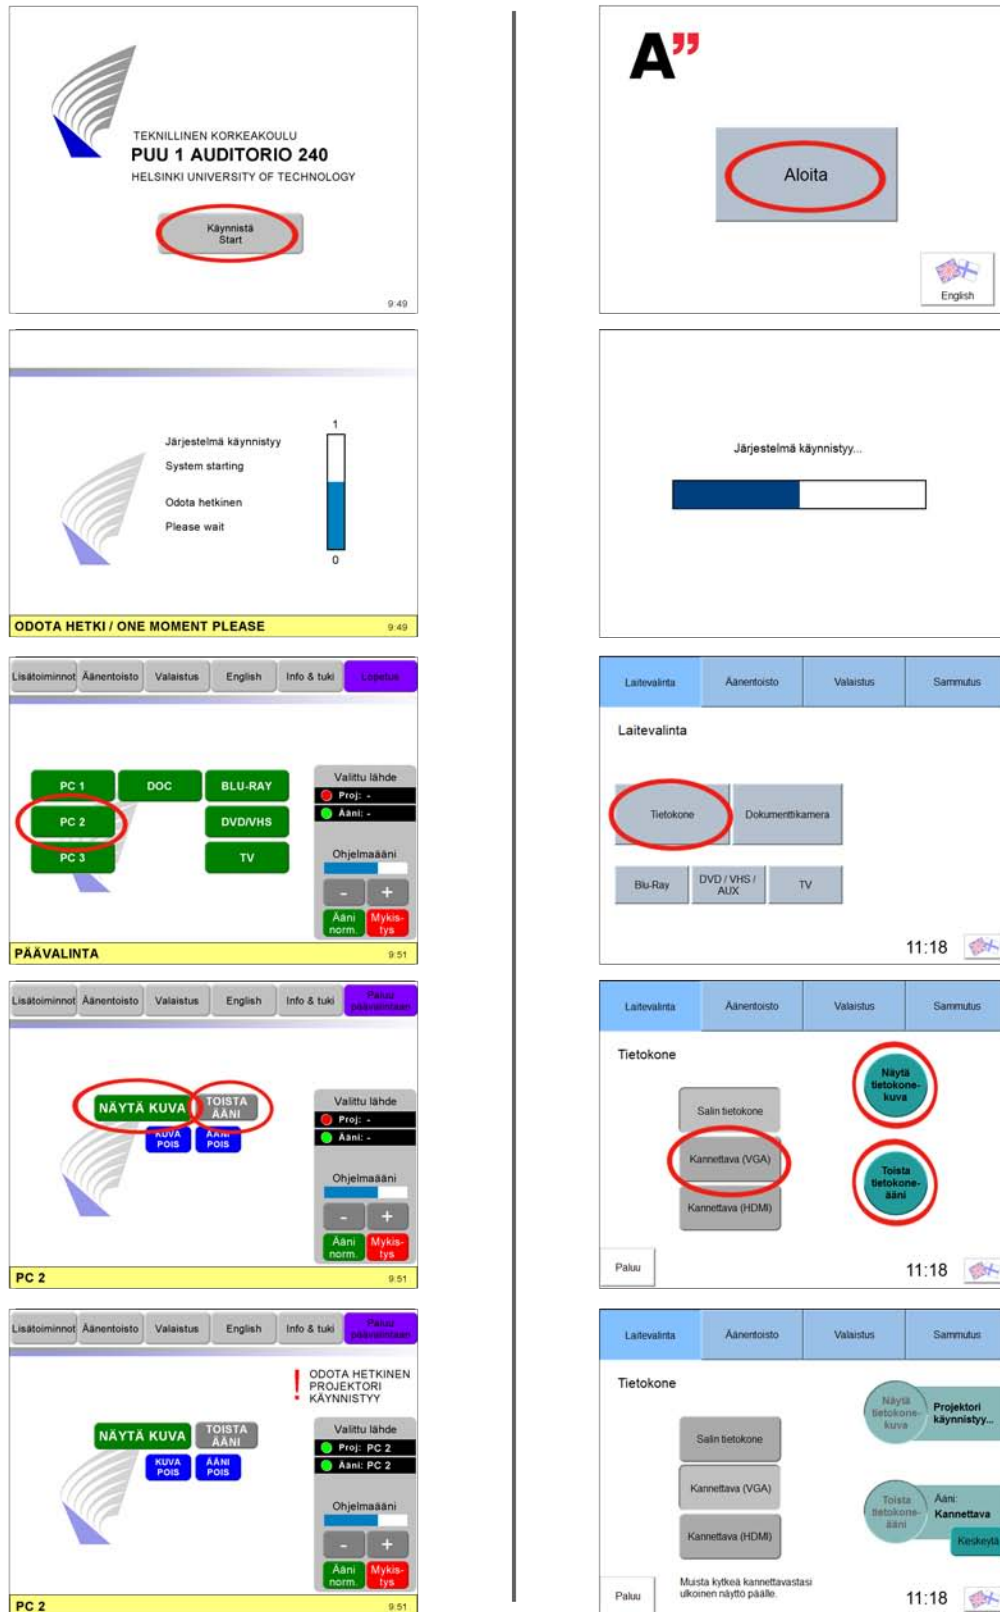 TEKNILLINEN KORKEAKOULU
PUU 1 AUDITORIO 240
HELSINKI UNIVERSITY OF TECHNOLOGY
Käynnistä
Start
9:49
Järjestelmä käynnistyy
System starting
Odota hetkinen
Please wait
1
0
ODOTA HETKI / ONE MOMENT PLEASE
9:49
Lisätoiminnot Äänentoisto Valaistus English Info & tuki Lopetus
PC 1 DOC BLU-RAY
PC 2 DVD/VHS
PC 3 TV
Valittu lähde
Proj: -
Ääni: -
Ohjelmaääni
- +
Ääni norm.
Mykis-
tys
PÄÄVALINTA
9:51
Lisätoiminnot Äänentoisto Valaistus English Info & tuki Paluu päävalintaan
NÄYTÄ KUVA
TOISTA
ÄÄNI
KUVA
POIS
ÄÄNI
POIS
Valittu lähde
Proj: -
Ääni: -
Ohjelmaääni
- +
Ääni
norm.
Mykis-
tys
PC 2
9:51
Lisätoiminnot Äänentoisto Valaistus English Info & tuki Paluu päävalintaan
! ODOTA HETKINEN
PROJEKTORI
KÄYNNISTYY
NÄYTÄ KUVA
TOISTA
ÄÄNI
KUVA
POIS
ÄÄNI
POIS
Valittu lähde
Proj: PC 2
Ääni: PC 2
Ohjelmaääni
- +
Ääni
norm.
Mykis-
tys
PC 2
9:51
A”
Aloita
English
Järjestelmä käynnistyy...
Laitevalinta Äänentoisto Valaistus Sammutus
Laitevalinta
Tietokone Dokumenttikamera
Blu-Ray
DVD / VHS /
AUX
TV
11:18
Laitevalinta Äänentoisto Valaistus Sammutus
Tietokone
Salin tietokone
Kannettava (VGA)
Kannettava (HDMI)
Näytä
tietokone-
kuva
Toista
tietokone-
ääni
Paluu
11:18
Laitevalinta Äänentoisto Valaistus Sammutus
Tietokone
Salin tietokone
Kannettava (VGA)
Kannettava (HDMI)
Näytä
tietokone-
kuva
Projektori
käynnistyy...
Toista
tietokone-
ääni
Ääni:
Kannettava
Keskeytä
Muista kytkeä kannettavastasi
ulkoinen näyttö päälle.
Paluu
11:18